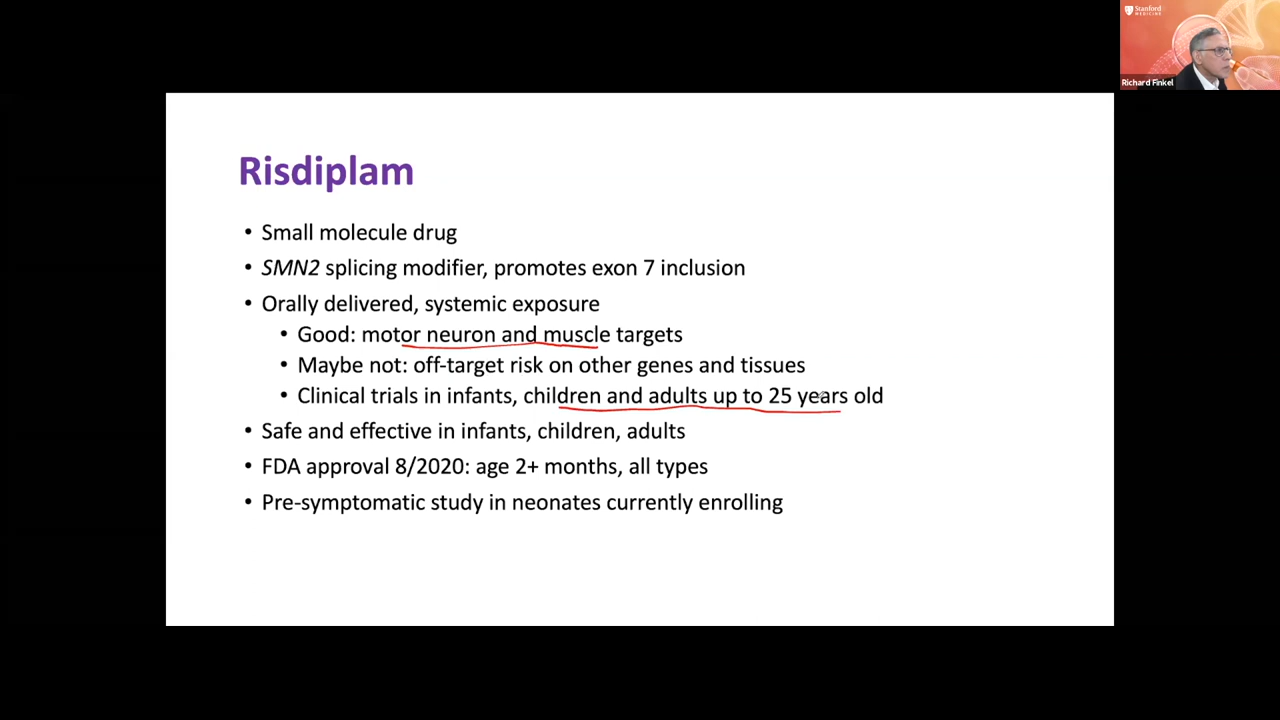 Stanford
MEDICINE
Richard Finkel
Risdiplam
• Small molecule drug
• SMN2 splicing modifier, promotes exon 7 inclusion
• Orally delivered, systemic exposure
• Good: motor neuron and muscle targets
• Maybe not: off-target risk on other genes and tissues
• Clinical trials in infants, children and adults up to 25 years old
• Safe and effective in infants, children, adults
• FDA approval 8/2020: age 2+ months, all types
• Pre-symptomatic study in neonates currently enrolling